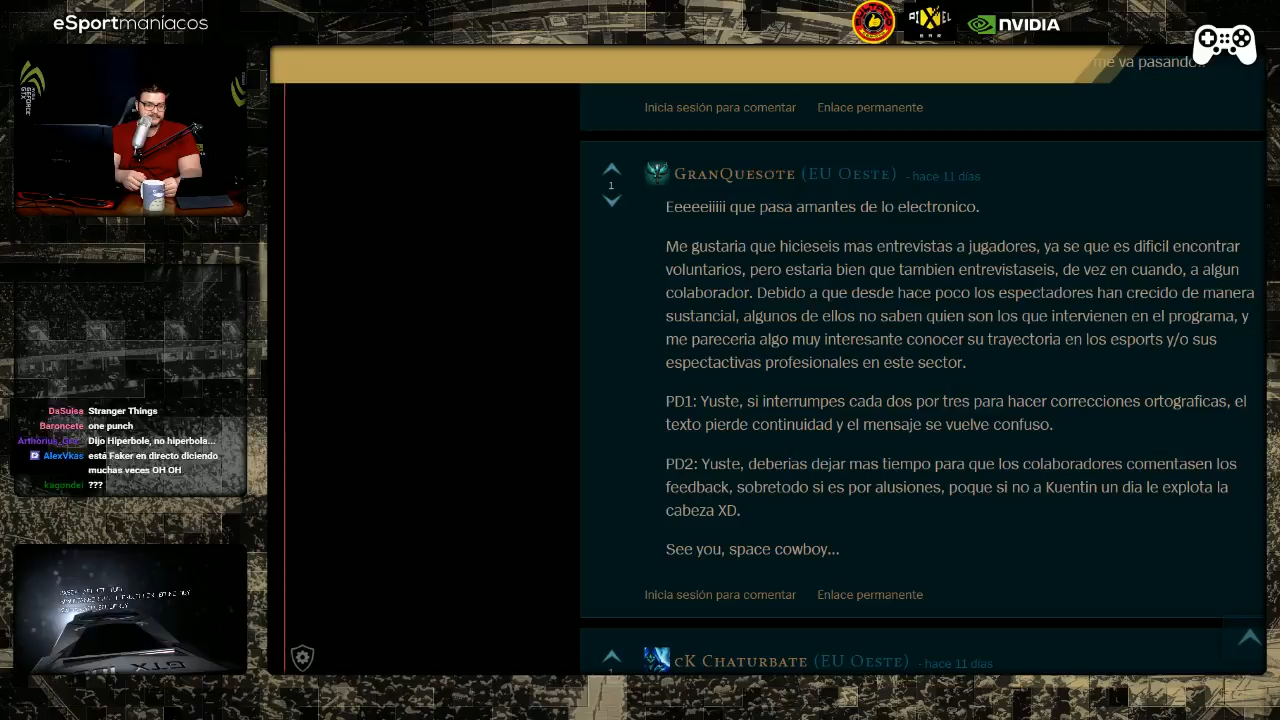 eSportmaníacos
PIXEL
BAR
NVIDIA
GEFORCE
GTX
me va pasando
Inicia sesión para comentar
Enlace permanente
1
GranQuesote (EU Oeste) - hace 11 días
Eeeeeiiiii que pasa amantes de lo electronico.
Me gustaria que hicieseis mas entrevistas a jugadores, ya se que es dificil encontrar
voluntarios, pero estaria bien que tambien entrevistaseis, de vez en cuando, a algun
colaborador. Debido a que desde hace poco los espectadores han crecido de manera
sustancial, algunos de ellos no saben quien son los que intervienen en el programa, y
me pareceria algo muy interesante conocer su trayectoria en los esports y/o sus
espectactivas profesionales en este sector.
PD1: Yuste, si interrumpes cada dos por tres para hacer correcciones ortograficas, el
texto pierde continuidad y el mensaje se vuelve confuso.
PD2: Yuste, deberias dejar mas tiempo para que los colaboradores comentasen los
feedback, sobretodo si es por alusiones, poque si no a Kuentin un dia le explota la
cabeza XD.
See you, space cowboy...
Inicia sesión para comentar
Enlace permanente
cK Chaturbate (EU Oeste) - hace 11 días
DaSuisa Stranger Things
Baroncete one punch
Dijo Hiperbole, no hiperbola...
AlexVkas está Faker en directo diciendo
muchas veces OH OH
kagondei ???
GTX